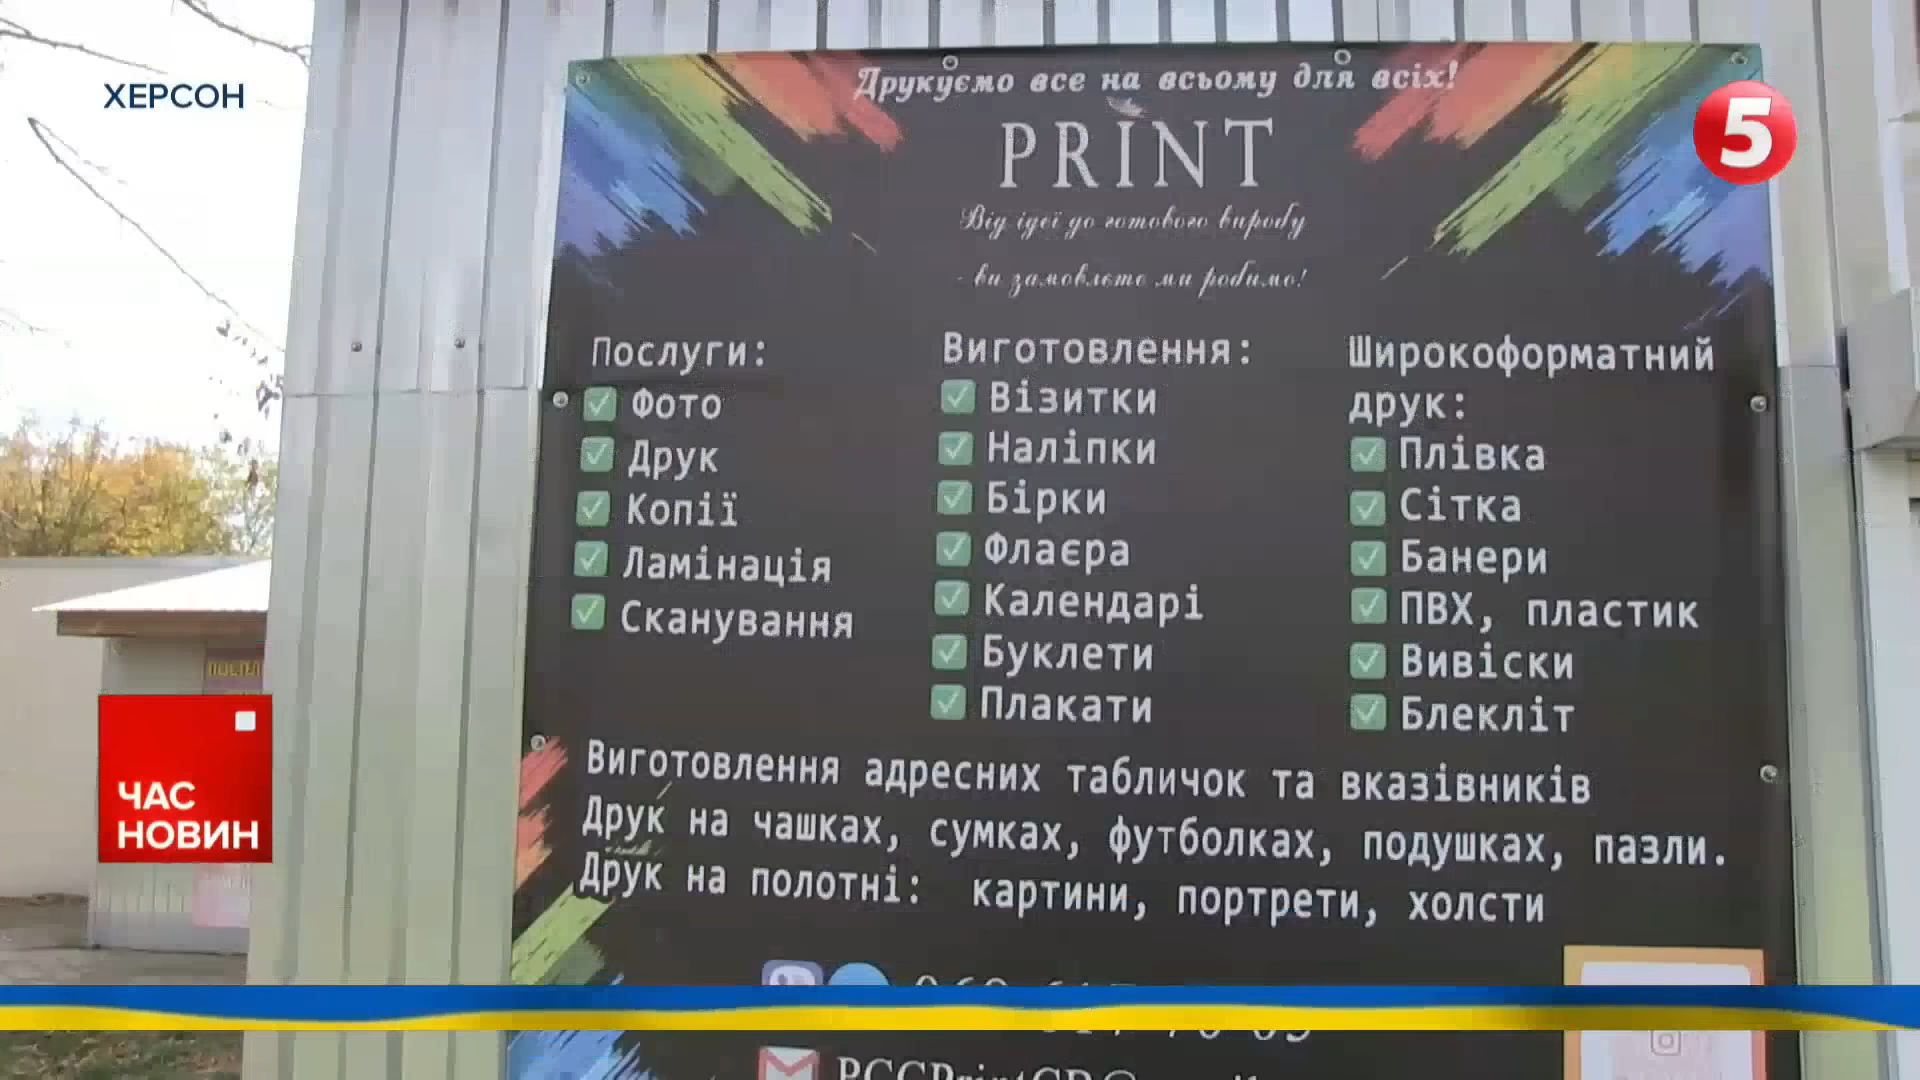 ХЕРСОН
5
Друкуємо все на всьому для всіх!
PRINT
Від ідеї до готового виробу
- ви замовлєте ми робимо!
Послуги:
✅ Фото
✅ Друк
✅ Копії
✅ Ламінація
✅ Сканування
Виготовлення:
✅ Візитки
✅ Наліпки
✅ Бірки
✅ Флаєра
✅ Календарі
✅ Буклети
✅ Плакати
Широкоформатний
друк:
✅ Плівка
✅ Сітка
✅ Банери
✅ ПВХ, пластик
✅ Вивіски
✅ Блекліт
Виготовлення адресних табличок та вказівників
Друк на чашках, сумках, футболках, подушках, пазли.
Друк на полотні: картини, портрети, холсти
ЧАС
НОВИН